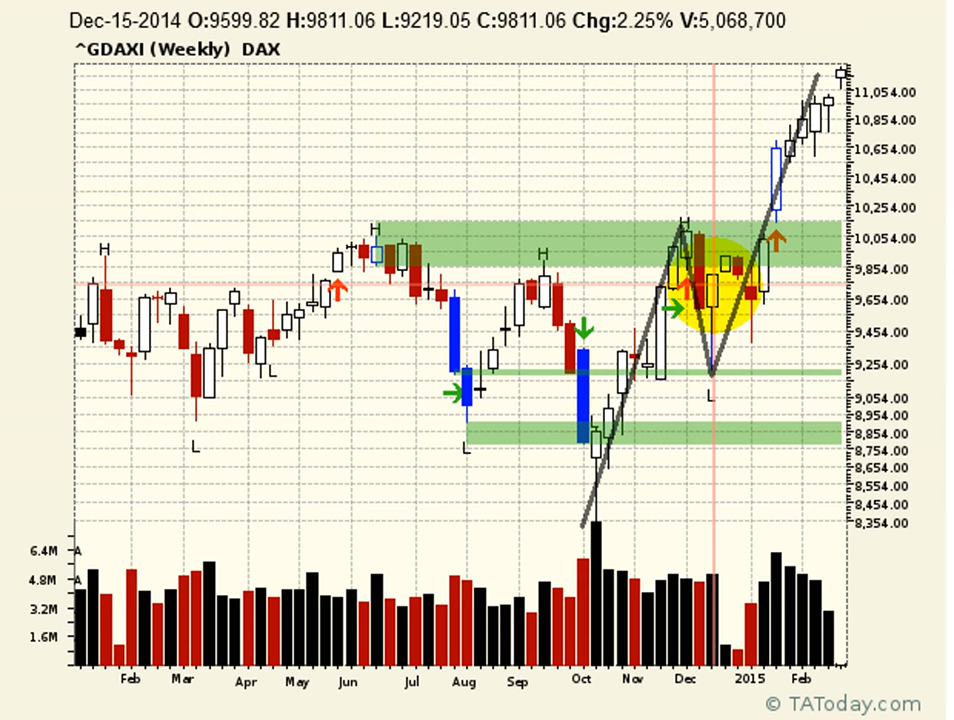 Dec-15-2014 O:9599.82 H:9811.06 L:9219.05 C:9811.06 Chg:2.25% V:5,068,700
^GDAXI (Weekly) DAX
11,054.00
10,854.00
10,654.00
10,454.00
10,254.00
10,054.00
9,854.00
9,654.00
9,454.00
9,254.00
9,054.00
8,954.00
8,854.00
8,754.00
8,654.00
8,554.00
8,454.00
8,354.00
H
H
H
H
L
L
L
L
L
6.4M
A
4.8M
A
3.2M
1.6M
Feb Mar Apr May Jun Jul Aug Sep Oct Nov Dec 2015 Feb
© TAToday.com